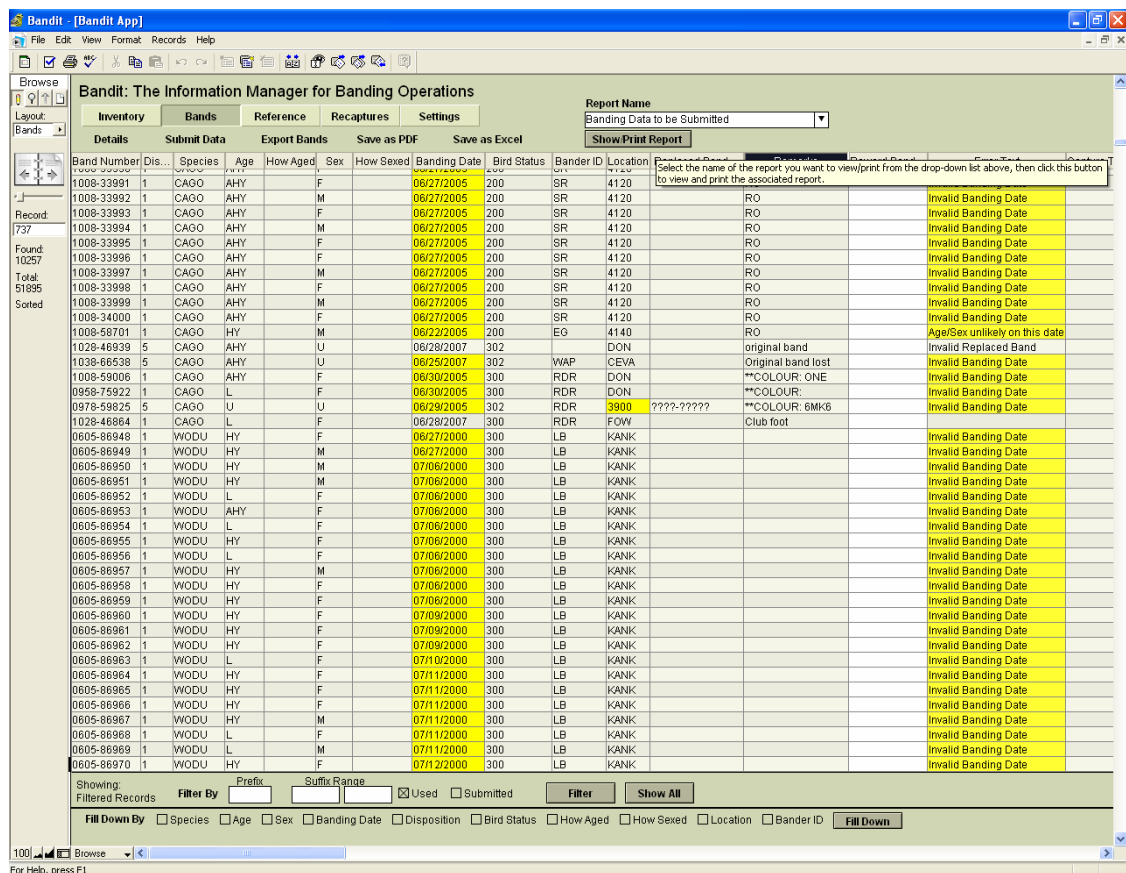 Bandit - [Bandit App]
File Edit View Format Records Help
Browse
Bandit: The Information Manager for Banding Operations
Report Name
Layout:
Inventory Bands Reference Recaptures Settings
Banding Data to be Submitted
Bands
Details Submit Data Export Bands Save as PDF Save as Excel Show/Print Report
Band Number Dis... Species Age How Aged Sex How Sexed Banding Date Bird Status Bander ID Location
Select the name of the report you want to view/print from the drop-down list above, then click this button
to view and print the associated report.
1008-33991 1 CAGO AHY F 06/27/2005 200 SR 4120
1008-33992 1 CAGO AHY M 06/27/2005 200 SR 4120 RO Invalid Banding Date
1008-33993 1 CAGO AHY F 06/27/2005 200 SR 4120 RO Invalid Banding Date
1008-33994 1 CAGO AHY M 06/27/2005 200 SR 4120 RO Invalid Banding Date
1008-33995 1 CAGO AHY F 06/27/2005 200 SR 4120 RO Invalid Banding Date
1008-33996 1 CAGO AHY F 06/27/2005 200 SR 4120 RO Invalid Banding Date
1008-33997 1 CAGO AHY M 06/27/2005 200 SR 4120 RO Invalid Banding Date
1008-33998 1 CAGO AHY F 06/27/2005 200 SR 4120 RO Invalid Banding Date
1008-33999 1 CAGO AHY M 06/27/2005 200 SR 4120 RO Invalid Banding Date
1008-34000 1 CAGO AHY F 06/27/2005 200 SR 4120 RO Invalid Banding Date
1008-58701 1 CAGO HY M 06/22/2005 200 EG 4140 RO Age/Sex unlikely on this date
1028-46939 5 CAGO AHY U 06/28/2007 302 DON original band Invalid Replaced Band
1038-66538 5 CAGO AHY U 06/25/2007 302 WAP CEVA Original band lost Invalid Banding Date
1008-59006 1 CAGO AHY F 06/30/2005 300 RDR DON **COLOUR: ONE Invalid Banding Date
0958-75922 1 CAGO L F 06/30/2005 300 RDR DON **COLOUR: Invalid Banding Date
0978-59825 5 CAGO U U 06/29/2005 302 RDR 3900 ????-????? **COLOUR: 6MK6 Invalid Banding Date
1028-46864 1 CAGO L F 06/28/2007 300 RDR FOW Club foot
0605-86948 1 WODU HY F 06/27/2000 300 LB KANK Invalid Banding Date
0605-86949 1 WODU HY M 06/27/2000 300 LB KANK Invalid Banding Date
0605-86950 1 WODU HY M 07/06/2000 300 LB KANK Invalid Banding Date
0605-86951 1 WODU HY M 07/06/2000 300 LB KANK Invalid Banding Date
0605-86952 1 WODU L F 07/06/2000 300 LB KANK Invalid Banding Date
0605-86953 1 WODU AHY F 07/06/2000 300 LB KANK Invalid Banding Date
0605-86954 1 WODU L F 07/06/2000 300 LB KANK Invalid Banding Date
0605-86955 1 WODU HY F 07/06/2000 300 LB KANK Invalid Banding Date
0605-86956 1 WODU L F 07/06/2000 300 LB KANK Invalid Banding Date
0605-86957 1 WODU HY M 07/06/2000 300 LB KANK Invalid Banding Date
0605-86958 1 WODU HY F 07/06/2000 300 LB KANK Invalid Banding Date
0605-86959 1 WODU HY F 07/06/2000 300 LB KANK Invalid Banding Date
0605-86960 1 WODU HY F 07/09/2000 300 LB KANK Invalid Banding Date
0605-86961 1 WODU HY F 07/09/2000 300 LB KANK Invalid Banding Date
0605-86962 1 WODU HY F 07/09/2000 300 LB KANK Invalid Banding Date
0605-86963 1 WODU L F 07/10/2000 300 LB KANK Invalid Banding Date
0605-86964 1 WODU HY F 07/11/2000 300 LB KANK Invalid Banding Date
0605-86965 1 WODU HY F 07/11/2000 300 LB KANK Invalid Banding Date
0605-86966 1 WODU HY F 07/11/2000 300 LB KANK Invalid Banding Date
0605-86967 1 WODU HY M 07/11/2000 300 LB KANK Invalid Banding Date
0605-86968 1 WODU L F 07/11/2000 300 LB KANK Invalid Banding Date
0605-86969 1 WODU L M 07/11/2000 300 LB KANK Invalid Banding Date
0605-86970 1 WODU HY F 07/12/2000 300 LB KANK Invalid Banding Date
Record:
737
Found:
10257
Total:
51895
Sorted
Prefix Suffix Range
Showing:
Filtered Records Filter By Used Submitted Filter Show All
Fill Down By Species Age Sex Banding Date Disposition Bird Status How Aged How Sexed Location Bander ID Fill Down
100 Browse
For Help, press F1